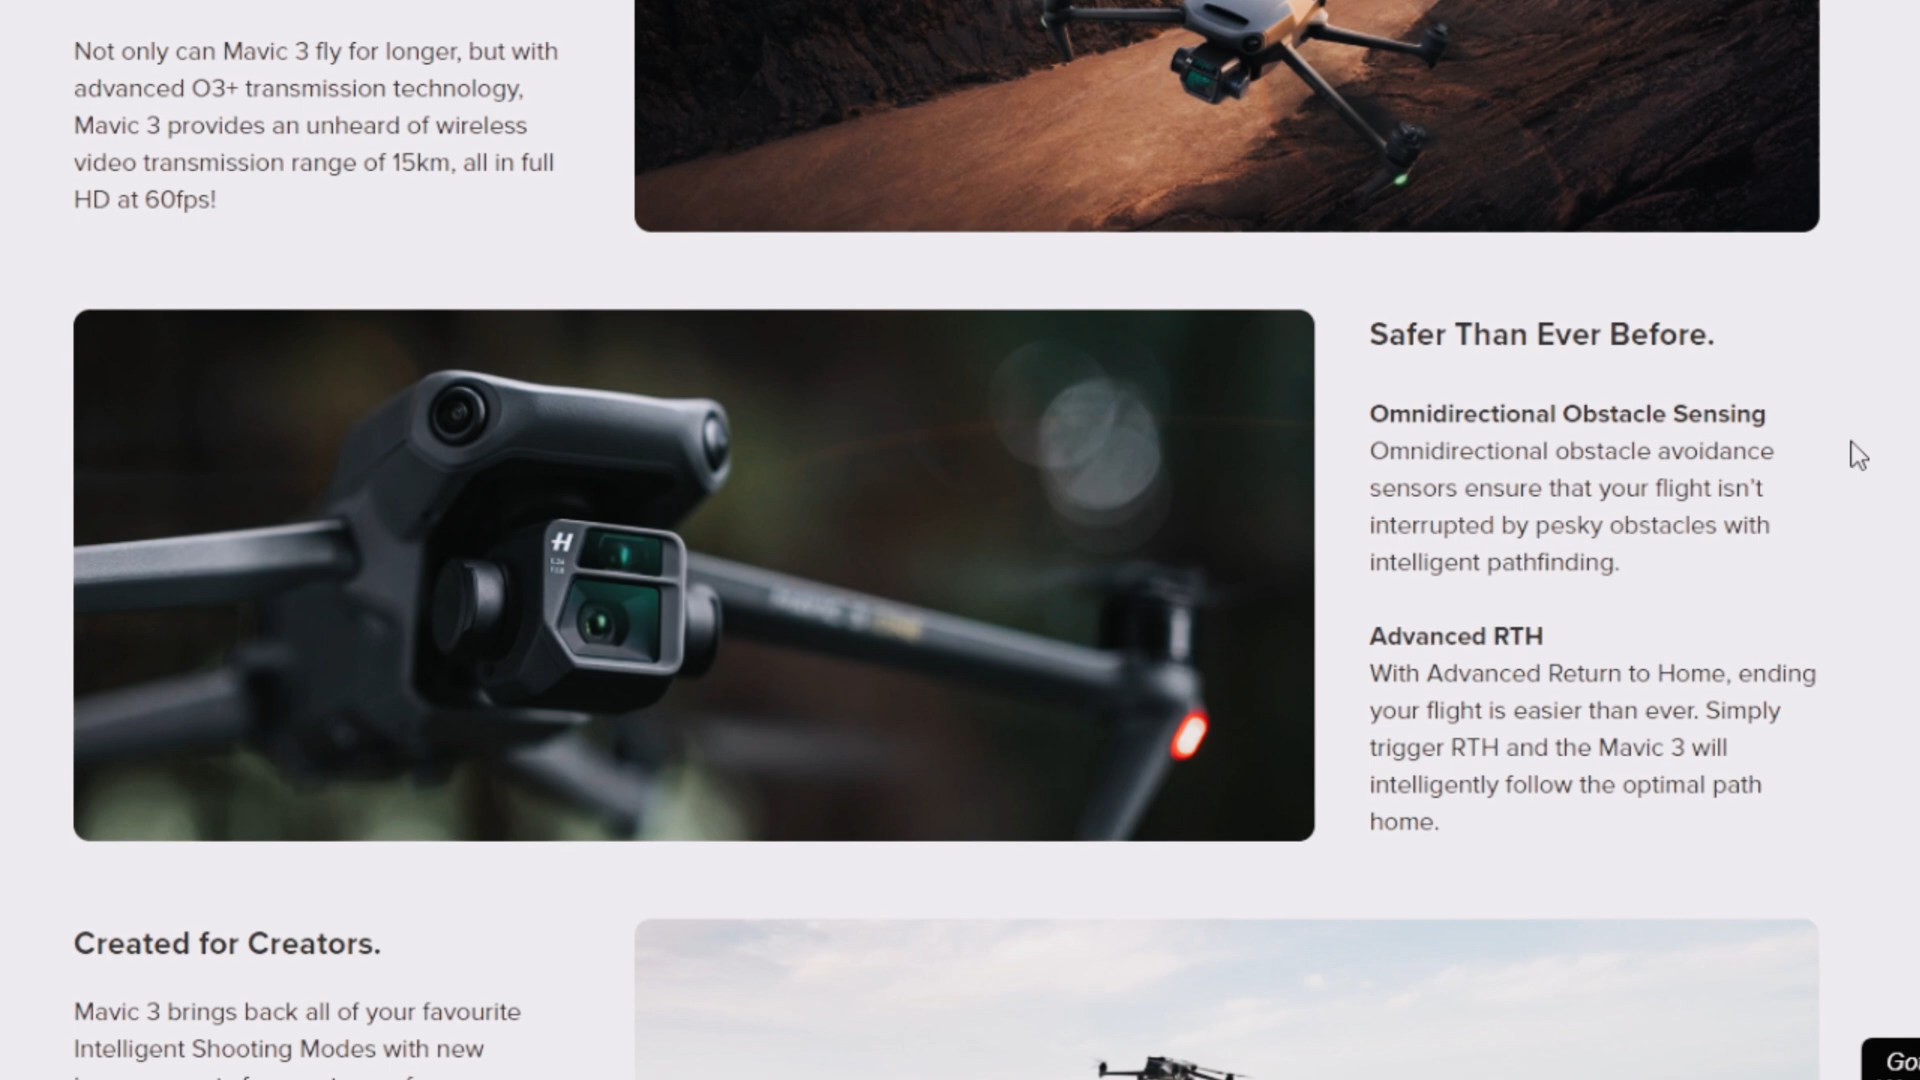 Not only can Mavic 3 fly for longer, but with
advanced O3+ transmission technology,
Mavic 3 provides an unheard of wireless
video transmission range of 15km, all in full
HD at 60fps!
H
Safer Than Ever Before.
Omnidirectional Obstacle Sensing
Omnidirectional obstacle avoidance
sensors ensure that your flight isn't
interrupted by pesky obstacles with
intelligent pathfinding.
Advanced RTH
With Advanced Return to Home, ending
your flight is easier than ever. Simply
trigger RTH and the Mavic 3 will
intelligently follow the optimal path
home.
Created for Creators.
Mavic 3 brings back all of your favourite
Intelligent Shooting Modes with new